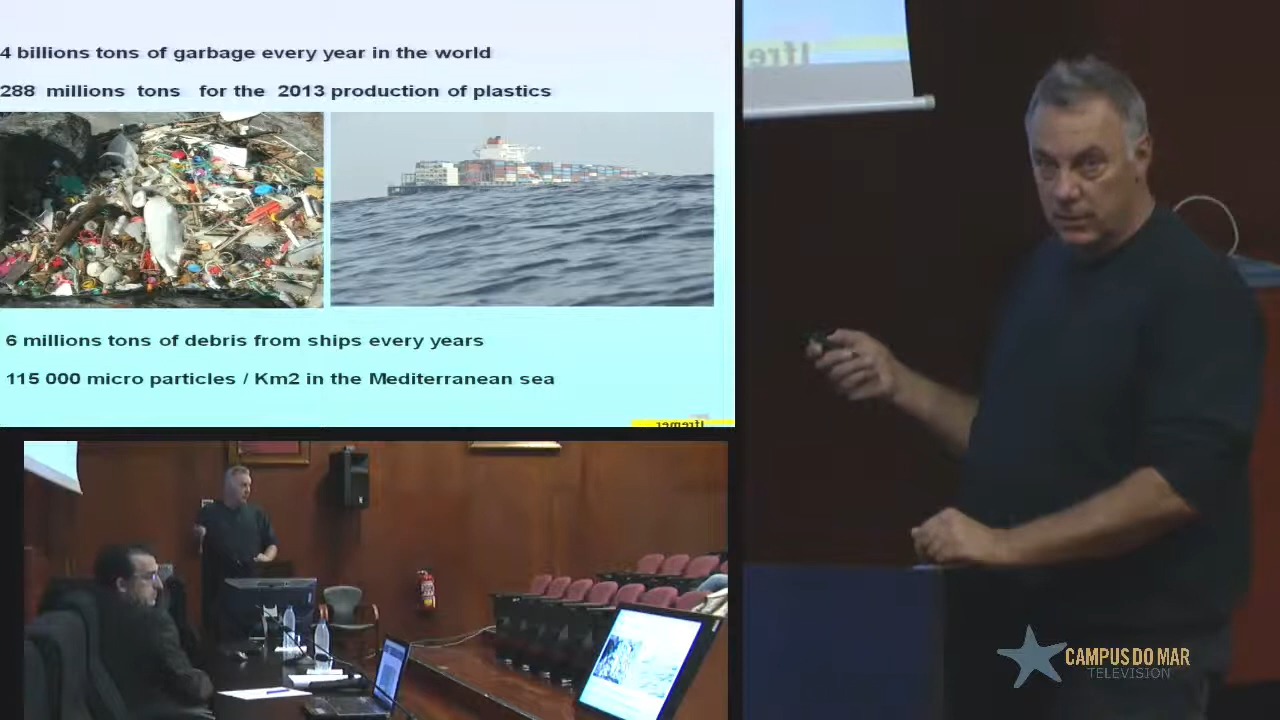 4 billions tons of garbage every year in the world
288 millions tons for the 2013 production of plastics
6 millions tons of debris from ships every years
115 000 micro particles / Km2 in the Mediterranean sea
Ifremer
Ifre
CAMPUS DO MAR
TELEVISION